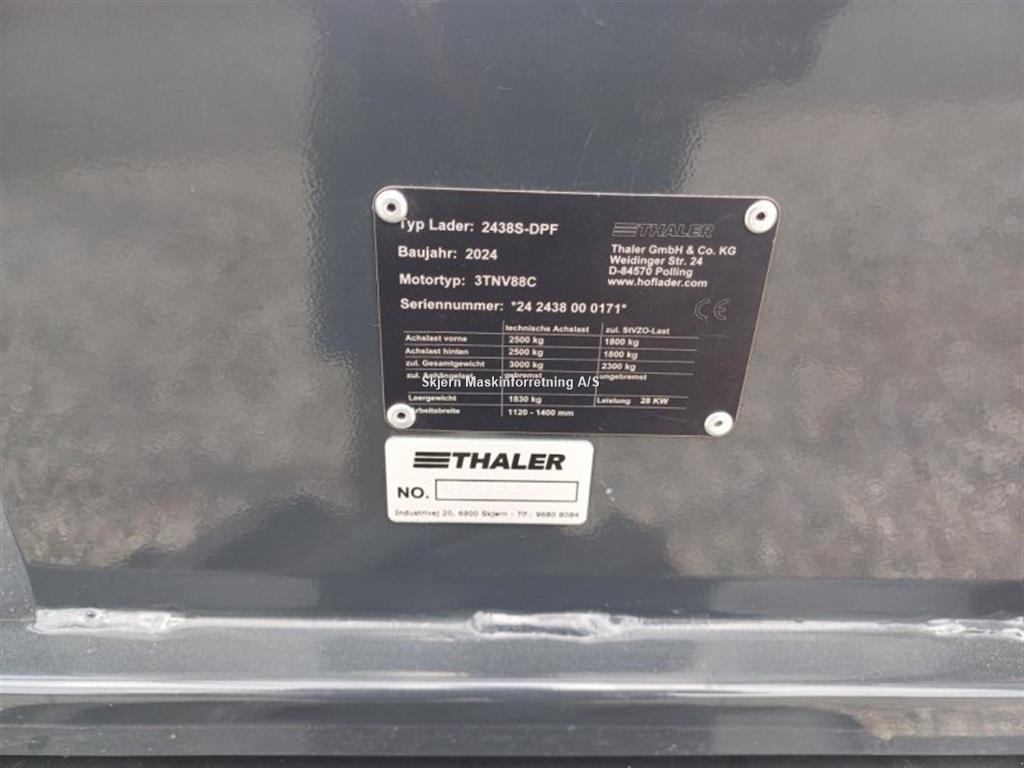 Typ Lader: 2438S-DPF
THALER
Baujahr: 2024
Thaler GmbH & Co. KG
Weidinger Str. 24
D-84570 Polling
Motortyp: 3TNV88C
www.hoflader.com
Seriennummer: *24 2438 00 0171*
CE
technische Achslast zul. StVZO-Last
Achslast vorne 2500 kg 1800 kg
Achslast hinten 2500 kg 1800 kg
zul. Gesamtgewicht 3000 kg 2300 kg
zul. Anhängelast gebremst ungebremst
Skjern Maskinforretning A/S
Leergewicht 1830 kg Leistung 28 KW
Arbeitsbreite 1120 - 1400 mm
THALER
NO.
Industrivej 20, 6900 Skjern - Tlf.: 9680 8084